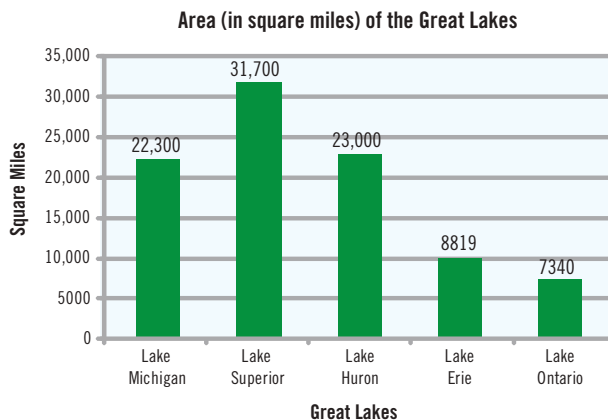 Area (in square miles) of the Great Lakes
Square Miles
35,000
30,000
25,000
20,000
15,000
10,000
5000
0
22,300
31,700
23,000
8819
7340
Lake Michigan
Lake Superior
Lake Huron
Lake Erie
Lake Ontario
Great Lakes